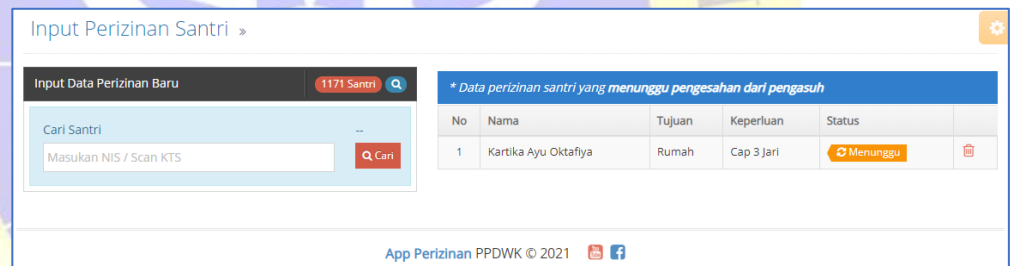 Input Perizinan Santri »
Input Data Perizinan Baru 1171 Santri
Cari Santri --
Masukan NIS / Scan KTS Cari
* Data perizinan santri yang menunggu pengesahan dari pengasuh
No Nama Tujuan Keperluan Status
1 Kartika Ayu Oktafiya Rumah Cap 3 Jari Menunggu
App Perizinan PPDWK © 2021